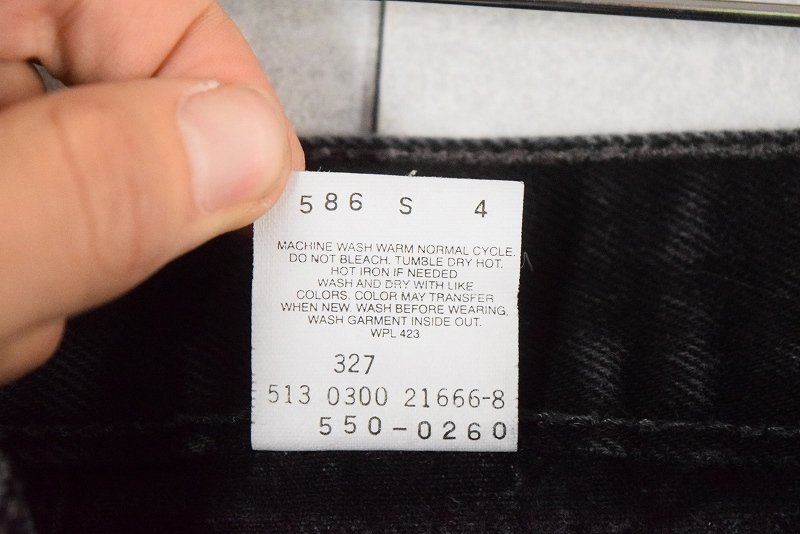 586 S 4
MACHINE WASH WARM NORMAL CYCLE.
DO NOT BLEACH. TUMBLE DRY HOT.
HOT IRON IF NEEDED
WASH AND DRY WITH LIKE
COLORS. COLOR MAY TRANSFER
WHEN NEW. WASH BEFORE WEARING.
WASH GARMENT INSIDE OUT.
WPL 423
327
513 0300 21666-8
550-0260